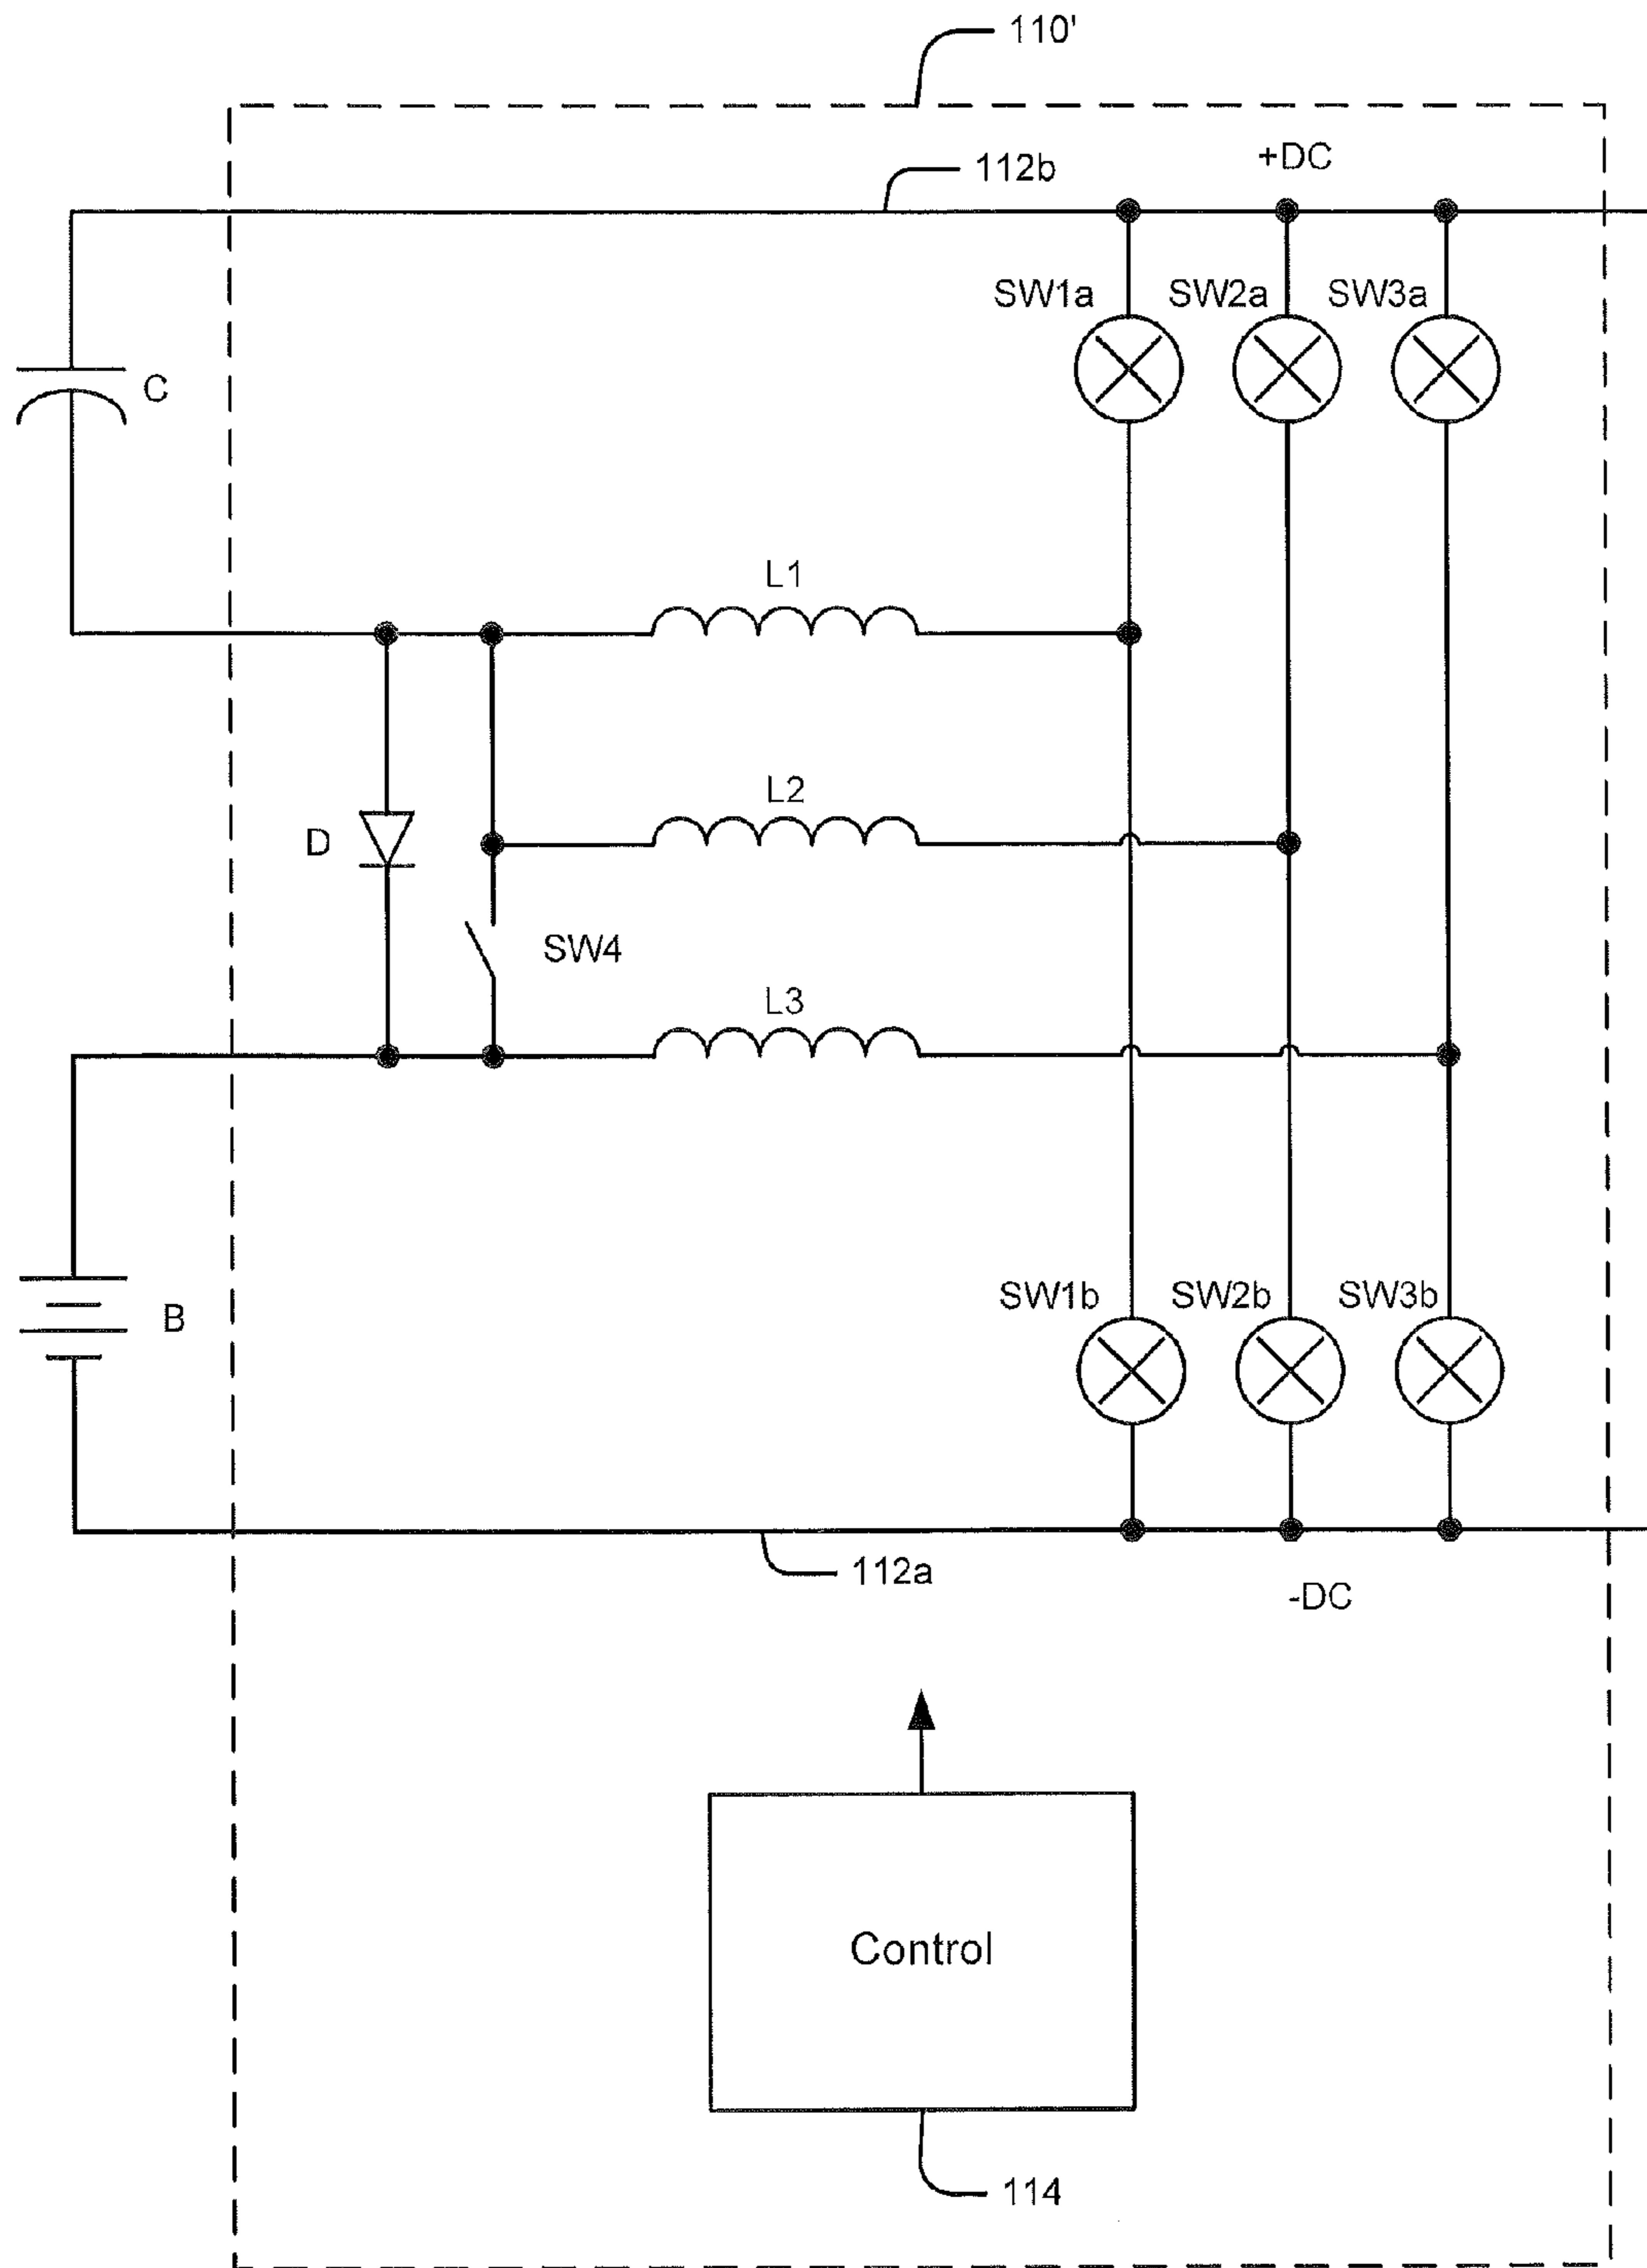 110'
112b
+DC
SW1a
SW2a
SW3a
C
L1
L2
D
SW4
L3
SW1b
SW2b
SW3b
B
112a
-DC
Control
114